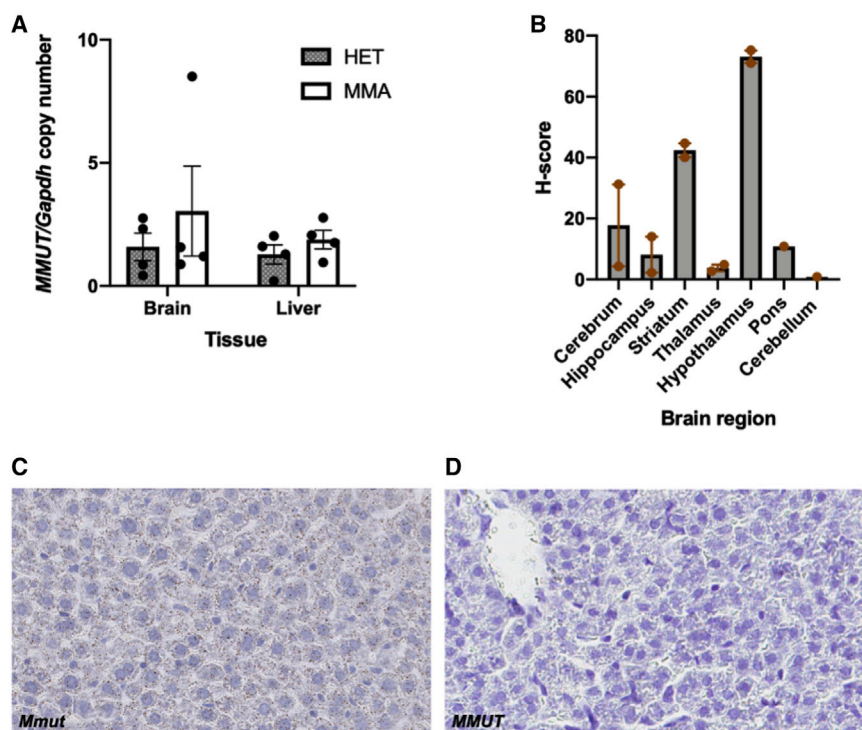 A
MMUT/Gapdh copy number
10
5
0
HET
MMA
Brain
Liver
Tissue
B
H-score
80
60
40
20
0
Cerebrum
Hippocampus
Striatum
Thalamus
Hypothalamus
Pons
Cerebellum
Brain region
C
Mmut
D
MMUT